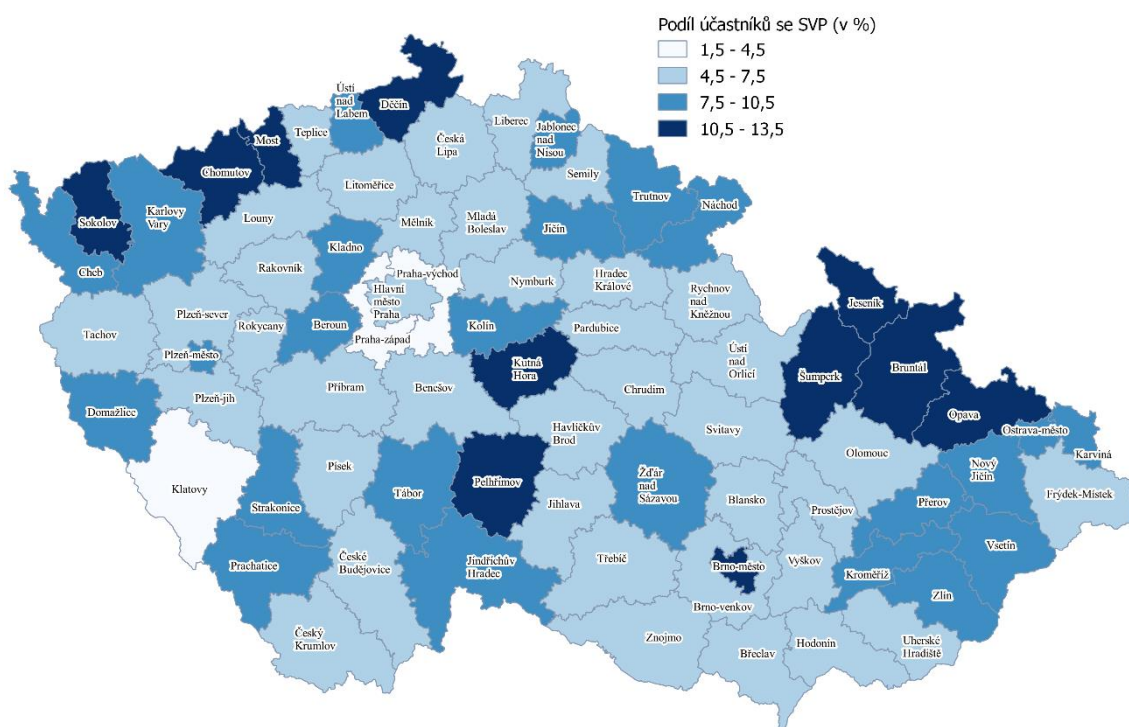 Podíl účastníků se SVP (v %)
1,5 - 4,5
4,5 - 7,5
7,5 - 10,5
10,5 - 13,5
Ústí
nad
Labem
Děčín
Most
Teplice
Liberec
Česká
Lípa
Jablonec
nad
Nisou
Chomutov
Litoměřice
Semily
Trutnov
Náchod
Sokolov
Karlovy
Vary
Louny
Mělník
Mladá
Boleslav
Jičín
Kladno
Cheb
Rakovník
Praha-východ
Nymburk
Hradec
Králové
Rychnov
nad
Kněžnou
Jeseník
Hlavní
město
Praha
Tachov
Plzeň-sever
Rokycany
Beroun
Kolín
Pardubice
Praha-západ
Plzeň-město
Kutná
Hora
Ústí
nad
Orlicí
Šumperk
Bruntál
Příbram
Benešov
Chrudim
Domažlice
Plzeň-jih
Opava
Havlíčkův
Brod
Svitavy
Ostrava-město
Karviná
Olomouc
Nový
Jičín
Klatovy
Písek
Pelhřimov
Žďár
nad
Sázavou
Frýdek-Místek
Strakonice
Tábor
Jihlava
Blansko
Prostějov
Přerov
Vsetín
Prachatice
České
Budějovice
Jindřichův
Hradec
Třebíč
Brno-město
Vyškov
Kroměříž
Zlín
Brno-venkov
Český
Krumlov
Znojmo
Břeclav
Hodonín
Uherské
Hradiště